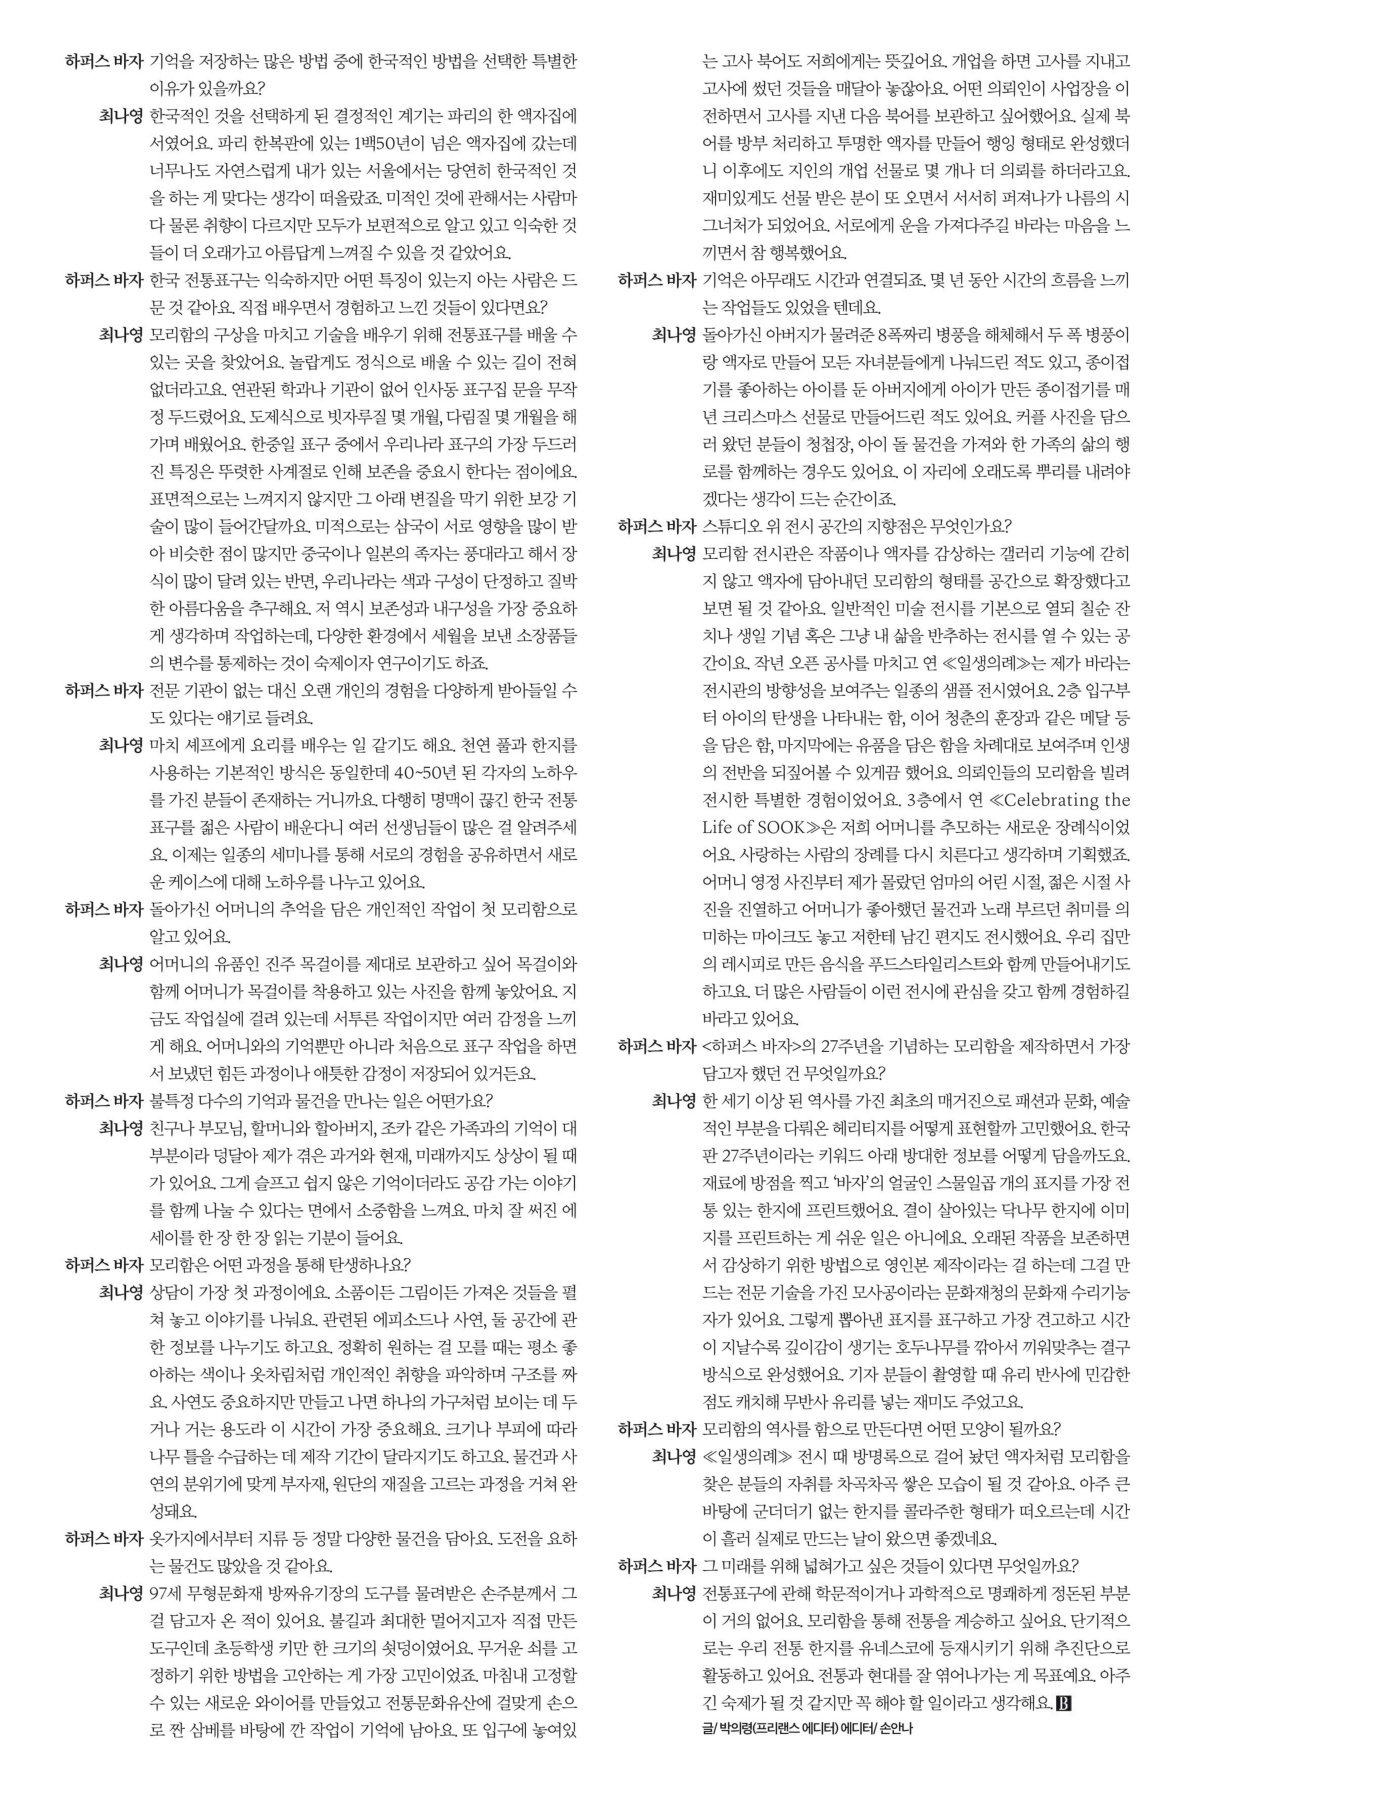 하퍼스 바자 기억을 저장하는 많은 방법 중에 한국적인 방법을 선택한 특별한
이유가 있을까요?
최나영 한국적인 것을 선택하게 된 결정적인 계기는 파리의 한 액자집에
서였어요. 파리 한복판에 있는 1백50년이 넘은 액자집에 갔는데
너무나도 자연스럽게 내가 있는 서울에서는 당연히 한국적인 것
을 하는 게 맞다는 생각이 떠올랐죠. 미적인 것에 관해서는 사람마
다 물론 취향이 다르지만 모두가 보편적으로 알고 있고 익숙한 것
들이 더 오래가고 아름답게 느껴질 수 있을 것 같았어요.
하퍼스 바자 한국 전통표구는 익숙하지만 어떤 특징이 있는지 아는 사람은 드
문 것 같아요. 직접 배우면서 경험하고 느낀 것들이 있다면요?
최나영 모리함의 구상을 마치고 기술을 배우기 위해 전통표구를 배울 수
있는 곳을 찾았어요. 놀랍게도 정식으로 배울 수 있는 길이 전혀
없더라고요. 연관된 학과나 기관이 없어 인사동 표구집 문을 무작
정 두드렸어요. 도제식으로 빗자루질 몇 개월, 다림질 몇 개월을 해
가며 배웠어요. 한중일 표구 중에서 우리나라 표구의 가장 두드러
진 특징은 뚜렷한 사계절로 인해 보존을 중요시 한다는 점이에요.
표면적으로는 느껴지지 않지만 그 아래 변질을 막기 위한 보강 기
술이 많이 들어간달까요. 미적으로는 삼국이 서로 영향을 많이 받
아 비슷한 점이 많지만 중국이나 일본의 족자는 풍대라고 해서 장
식이 많이 달려 있는 반면, 우리나라는 색과 구성이 단정하고 질박
한 아름다움을 추구해요. 저 역시 보존성과 내구성을 가장 중요하
게 생각하며 작업하는데, 다양한 환경에서 세월을 보낸 소장품들
의 변수를 통제하는 것이 숙제이자 연구이기도 하죠.
하퍼스 바자 전문 기관이 없는 대신 오랜 개인의 경험을 다양하게 받아들일 수
도 있다는 얘기로 들려요.
최나영 마치 셰프에게 요리를 배우는 일 같기도 해요. 천연 풀과 한지를
사용하는 기본적인 방식은 동일한데 40~50년 된 각자의 노하우
를 가진 분들이 존재하는 거니까요. 다행히 명맥이 끊긴 한국 전통
표구를 젊은 사람이 배운다니 여러 선생님들이 많은 걸 알려주세
요. 이제는 일종의 세미나를 통해 서로의 경험을 공유하면서 새로
운 케이스에 대해 노하우를 나누고 있어요.
하퍼스 바자 돌아가신 어머니의 추억을 담은 개인적인 작업이 첫 모리함으로
알고 있어요.
최나영 어머니의 유품인 진주 목걸이를 제대로 보관하고 싶어 목걸이와
함께 어머니가 목걸이를 착용하고 있는 사진을 함께 놓았어요. 지
금도 작업실에 걸려 있는데 서투른 작업이지만 여러 감정을 느끼
게 해요. 어머니와의 기억뿐만 아니라 처음으로 표구 작업을 하면
서 보냈던 힘든 과정이나 애틋한 감정이 저장되어 있거든요.
하퍼스 바자 불특정 다수의 기억과 물건을 만나는 일은 어떤가요?
최나영 친구나 부모님, 할머니와 할아버지, 조카 같은 가족과의 기억이 대
부분이라 덩달아 제가 겪은 과거와 현재, 미래까지도 상상이 될 때
가 있어요. 그게 슬프고 쉽지 않은 기억이더라도 공감 가는 이야기
를 함께 나눌 수 있다는 면에서 소중함을 느껴요. 마치 잘 써진 에
세이를 한 장 한 장 읽는 기분이 들어요.
하퍼스 바자 모리함은 어떤 과정을 통해 탄생하나요?
최나영 상담이 가장 첫 과정이에요. 소품이든 그림이든 가져온 것들을 펼
쳐 놓고 이야기를 나눠요. 관련된 에피소드나 사연, 둘 공간에 관
한 정보를 나누기도 하고요. 정확히 원하는 걸 모를 때는 평소 좋
아하는 색이나 옷차림처럼 개인적인 취향을 파악하며 구조를 짜
요. 사연도 중요하지만 만들고 나면 하나의 가구처럼 보이는 데 두
거나 거는 용도라 이 시간이 가장 중요해요. 크기나 부피에 따라
나무 틀을 수급하는 데 제작 기간이 달라지기도 하고요. 물건과 사
연의 분위기에 맞게 부자재, 원단의 재질을 고르는 과정을 거쳐 완
성돼요.
하퍼스 바자 옷가지에서부터 지류 등 정말 다양한 물건을 담아요. 도전을 요하
는 물건도 많았을 것 같아요.
최나영 97세 무형문화재 방짜유기장의 도구를 물려받은 손주분께서 그
걸 담고자 온 적이 있어요. 불길과 최대한 멀어지고자 직접 만든
도구인데 초등학생 키만 한 크기의 쇳덩이였어요. 무거운 쇠를 고
정하기 위한 방법을 고안하는 게 가장 고민이었죠. 마침내 고정할
수 있는 새로운 와이어를 만들었고 전통문화유산에 걸맞게 손으
로 짠 삼베를 바탕에 깐 작업이 기억에 남아요. 또 입구에 놓여있
는 고사 북어도 저희에게는 뜻깊어요. 개업을 하면 고사를 지내고
고사에 썼던 것들을 매달아 놓잖아요. 어떤 의뢰인이 사업장을 이
전하면서 고사를 지낸 다음 북어를 보관하고 싶어했어요. 실제 북
어를 방부 처리하고 투명한 액자를 만들어 행잉 형태로 완성했더
니 이후에도 지인의 개업 선물로 몇 개나 더 의뢰를 하더라고요.
재미있게도 선물 받은 분이 또 오면서 서서히 퍼져나가 나름의 시
그너처가 되었어요. 서로에게 운을 가져다주길 바라는 마음을 느
끼면서 참 행복했어요.
하퍼스 바자 기억은 아무래도 시간과 연결되죠. 몇 년 동안 시간의 흐름을 느끼
는 작업들도 있었을 텐데요.
최나영 돌아가신 아버지가 물려준 8폭짜리 병풍을 해체해서 두 폭 병풍이
랑 액자로 만들어 모든 자녀분들에게 나눠드린 적도 있고, 종이접
기를 좋아하는 아이를 둔 아버지에게 아이가 만든 종이접기를 매
년 크리스마스 선물로 만들어드린 적도 있어요. 커플 사진을 담으
러 왔던 분들이 청첩장, 아이 돌 물건을 가져와 한 가족의 삶의 행
로를 함께하는 경우도 있어요. 이 자리에 오래도록 뿌리를 내려야
겠다는 생각이 드는 순간이죠.
하퍼스 바자 스튜디오 위 전시 공간의 지향점은 무엇인가요?
최나영 모리함 전시관은 작품이나 액자를 감상하는 갤러리 기능에 갇히
지 않고 액자에 담아내던 모리함의 형태를 공간으로 확장했다고
보면 될 것 같아요. 일반적인 미술 전시를 기본으로 열되 칠순 잔
치나 생일 기념 혹은 그냥 내 삶을 반추하는 전시를 열 수 있는 공
간이요. 작년 오픈 공사를 마치고 연 ≪일생의례≫는 제가 바라는
전시관의 방향성을 보여주는 일종의 샘플 전시였어요. 2층 입구부
터 아이의 탄생을 나타내는 함, 이어 청춘의 훈장과 같은 메달 등
을 담은 함, 마지막에는 유품을 담은 함을 차례대로 보여주며 인생
의 전반을 되짚어볼 수 있게끔 했어요. 의뢰인들의 모리함을 빌려
전시한 특별한 경험이었어요. 3층에서 연 ≪Celebrating the
Life of SOOK≫은 저희 어머니를 추모하는 새로운 장례식이었
어요. 사랑하는 사람의 장례를 다시 치른다고 생각하며 기획했죠.
어머니 영정 사진부터 제가 몰랐던 엄마의 어린 시절, 젊은 시절 사
진을 진열하고 어머니가 좋아했던 물건과 노래 부르던 취미를 의
미하는 마이크도 놓고 저한테 남긴 편지도 전시했어요. 우리 집만
의 레시피로 만든 음식을 푸드스타일리스트와 함께 만들어내기도
하고요. 더 많은 사람들이 이런 전시에 관심을 갖고 함께 경험하길
바라고 있어요.
하퍼스 바자 <하퍼스 바자>의 27주년을 기념하는 모리함을 제작하면서 가장
담고자 했던 건 무엇일까요?
최나영 한 세기 이상 된 역사를 가진 최초의 매거진으로 패션과 문화, 예술
적인 부분을 다뤄온 헤리티지를 어떻게 표현할까 고민했어요. 한국
판 27주년이라는 키워드 아래 방대한 정보를 어떻게 담을까도요.
재료에 방점을 찍고 ‘바자’의 얼굴인 스물일곱 개의 표지를 가장 전
통 있는 한지에 프린트했어요. 결이 살아있는 닥나무 한지에 이미
지를 프린트하는 게 쉬운 일은 아니에요. 오래된 작품을 보존하면
서 감상하기 위한 방법으로 영인본 제작이라는 걸 하는데 그걸 만
드는 전문 기술을 가진 모사공이라는 문화재청의 문화재 수리기능
자가 있어요. 그렇게 뽑아낸 표지를 표구하고 가장 견고하고 시간
이 지날수록 깊이감이 생기는 호두나무를 깎아서 끼워맞추는 결구
방식으로 완성했어요. 기자 분들이 촬영할 때 유리 반사에 민감한
점도 캐치해 무반사 유리를 넣는 재미도 주었고요.
하퍼스 바자 모리함의 역사를 함으로 만든다면 어떤 모양이 될까요?
최나영 ≪일생의례≫ 전시 때 방명록으로 걸어 놨던 액자처럼 모리함을
찾은 분들의 자취를 차곡차곡 쌓은 모습이 될 것 같아요. 아주 큰
바탕에 군더더기 없는 한지를 콜라주한 형태가 떠오르는데 시간
이 흘러 실제로 만드는 날이 왔으면 좋겠네요.
하퍼스 바자 그 미래를 위해 넓혀가고 싶은 것들이 있다면 무엇일까요?
최나영 전통표구에 관해 학문적이거나 과학적으로 명쾌하게 정돈된 부분
이 거의 없어요. 모리함을 통해 전통을 계승하고 싶어요. 단기적으
로는 우리 전통 한지를 유네스코에 등재시키기 위해 추진단으로
활동하고 있어요. 전통과 현대를 잘 엮어나가는 게 목표예요. 아주
긴 숙제가 될 것 같지만 꼭 해야 할 일이라고 생각해요. B
글/ 박의령(프리랜스 에디터) 에디터/ 손안나